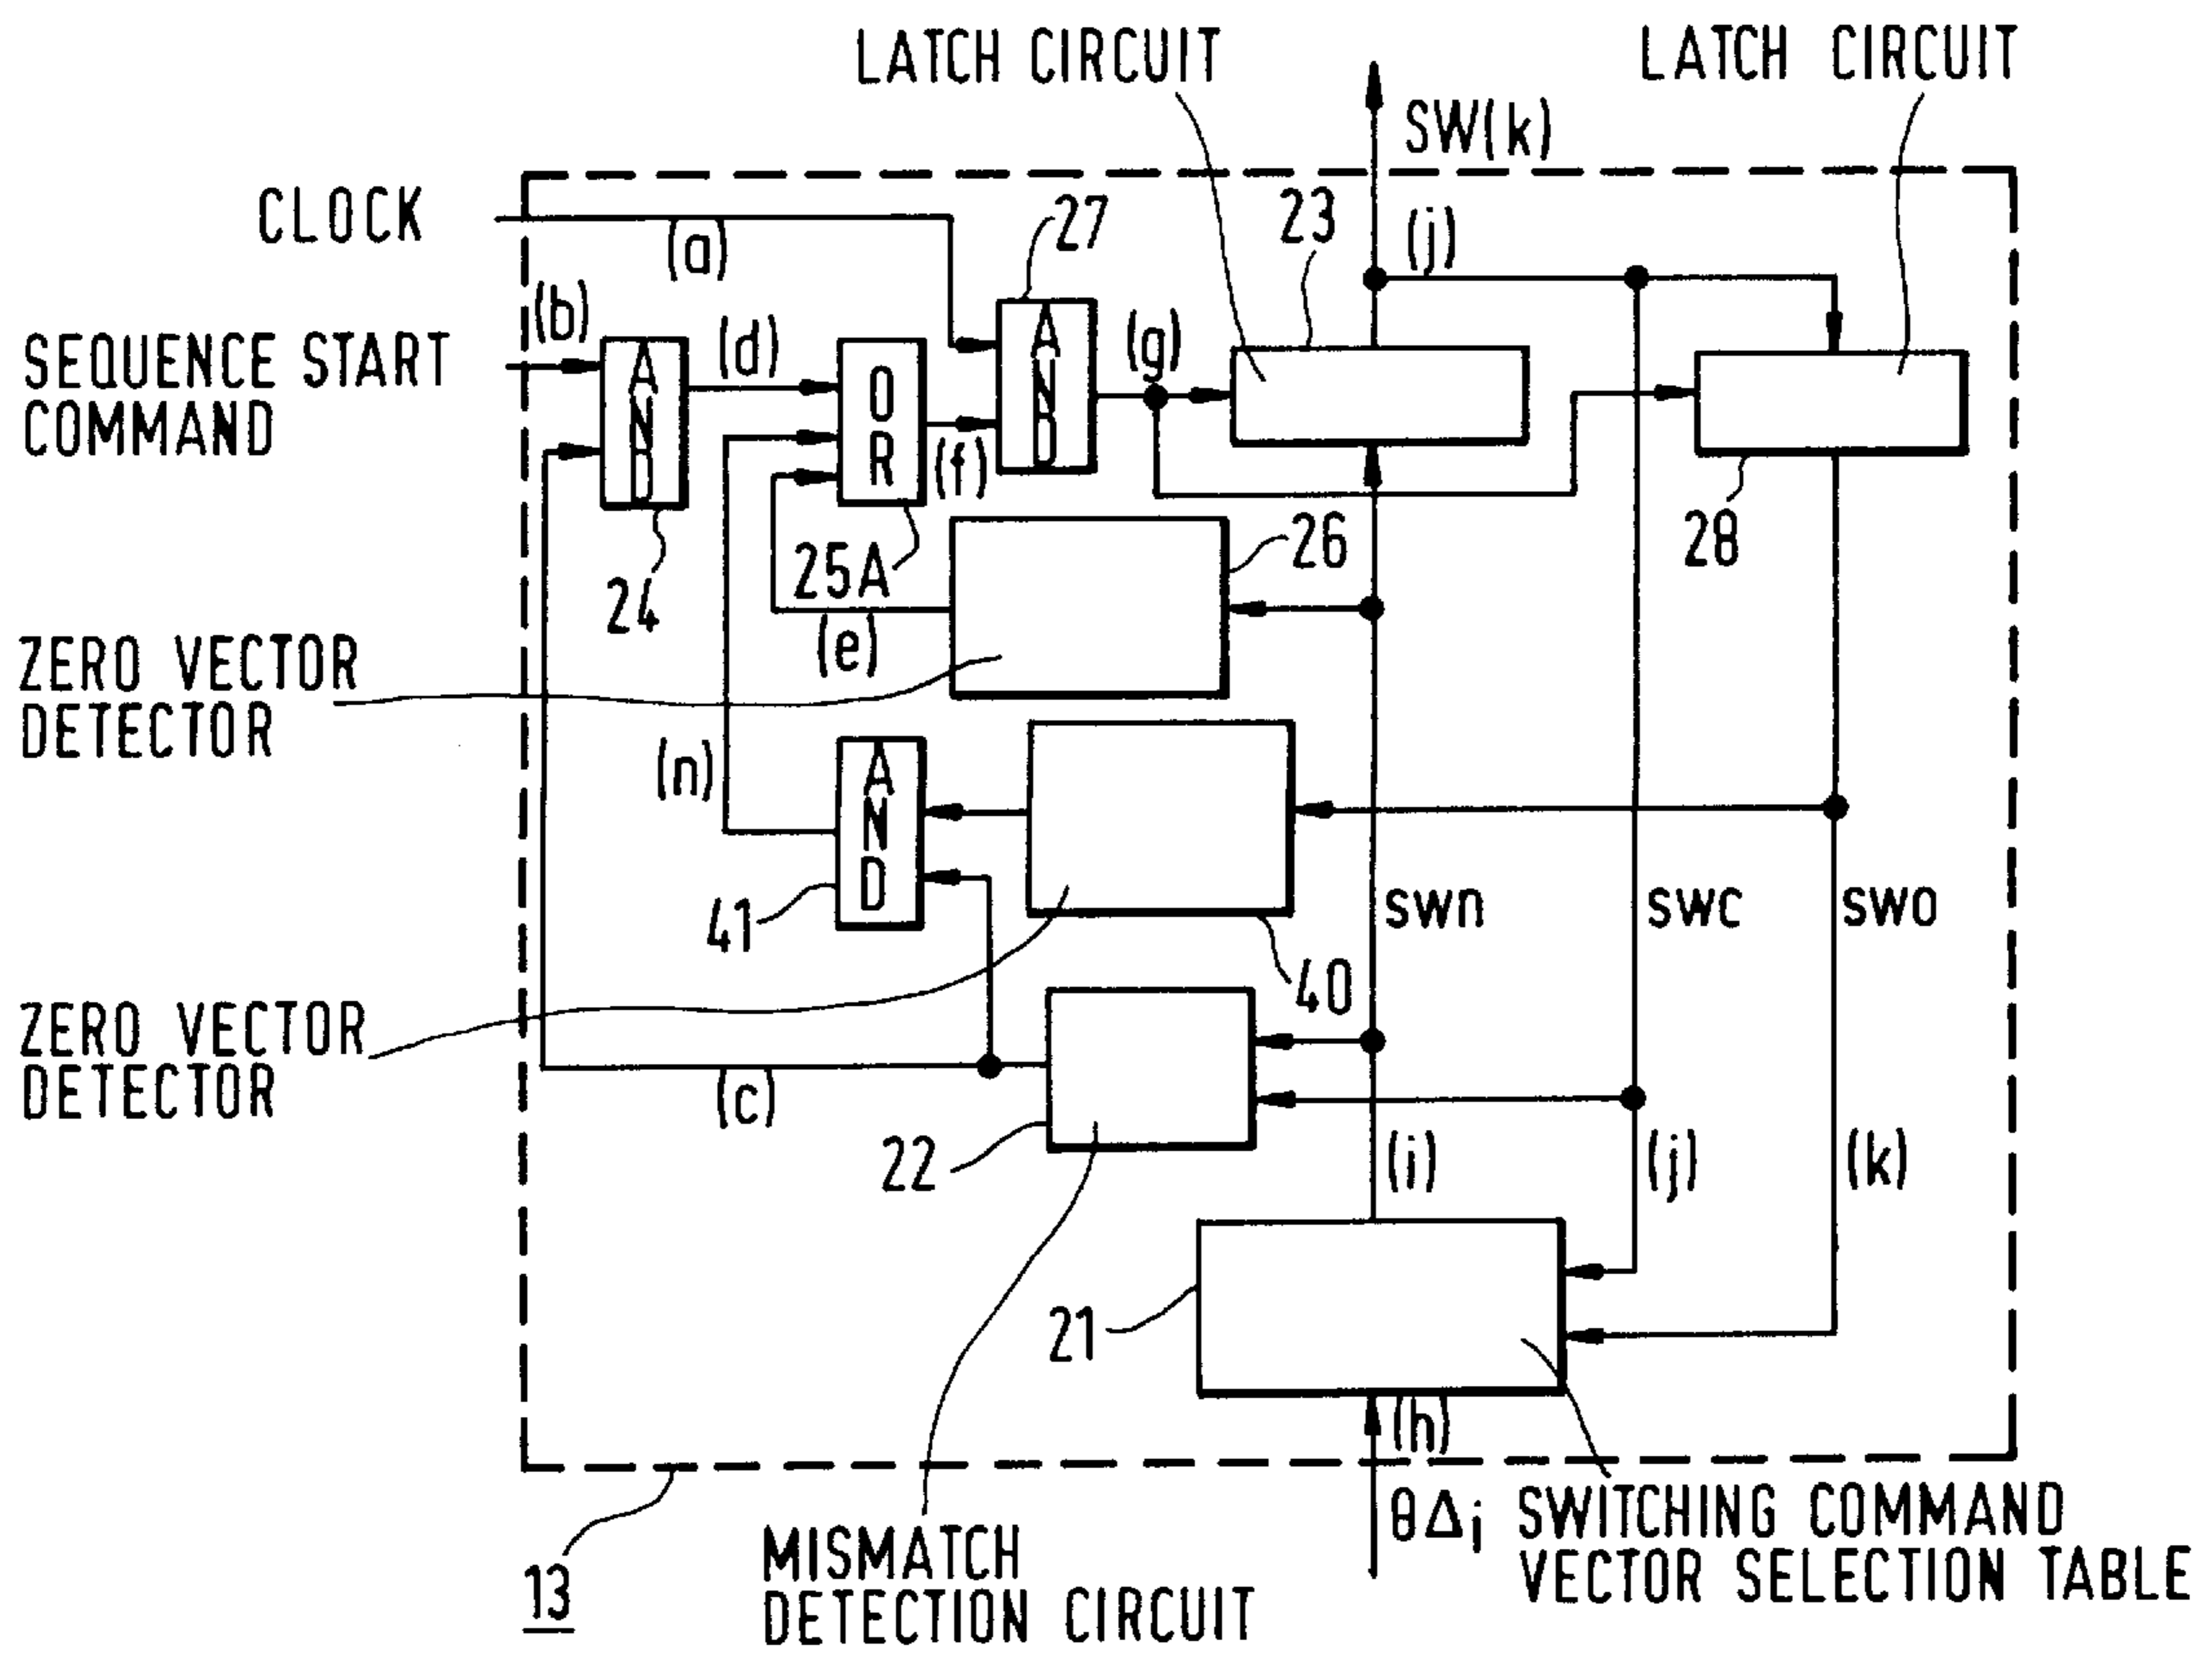 LATCH CIRCUIT
LATCH CIRCUIT
SW(k)
CLOCK
(a)
27
23
(j)
(b)
SEQUENCE START
COMMAND
AND
(d)
OR
(f)
AND
(g)
24
25A
26
28
(e)
ZERO VECTOR
DETECTOR
(n)
AND
41
40
swn
swc
swo
ZERO VECTOR
DETECTOR
(c)
22
(i)
(j)
(k)
21
(h)
θΔi
SWITCHING COMMAND
VECTOR SELECTION TABLE
13
MISMATCH
DETECTION CIRCUIT